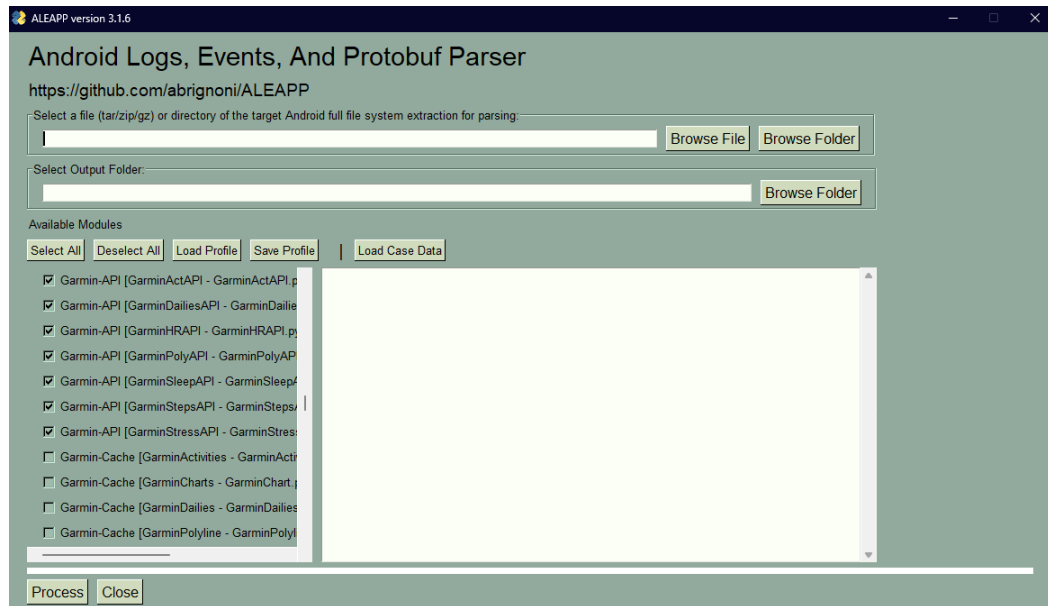 ALEAPP version 3.1.6
Android Logs, Events, And Protobuf Parser
https://github.com/abrignoni/ALEAPP
Select a file (tar/zip/gz) or directory of the target Android full file system extraction for parsing:
Browse File Browse Folder
Select Output Folder:
Browse Folder
Available Modules
Select All Deselect All Load Profile Save Profile | Load Case Data
Garmin-API [GarminActAPI - GarminActAPI.p
Garmin-API [GarminDailiesAPI - GarminDailie
Garmin-API [GarminHRAPI - GarminHRAPI.py
Garmin-API [GarminPolyAPI - GarminPolyAPI
Garmin-API [GarminSleepAPI - GarminSleepA
Garmin-API [GarminStepsAPI - GarminStepsA
Garmin-API [GarminStressAPI - GarminStress
Garmin-Cache [GarminActivities - GarminActiv
Garmin-Cache [GarminCharts - GarminChart.p
Garmin-Cache [GarminDailies - GarminDailies
Garmin-Cache [GarminPolyline - GarminPolyli
Process Close